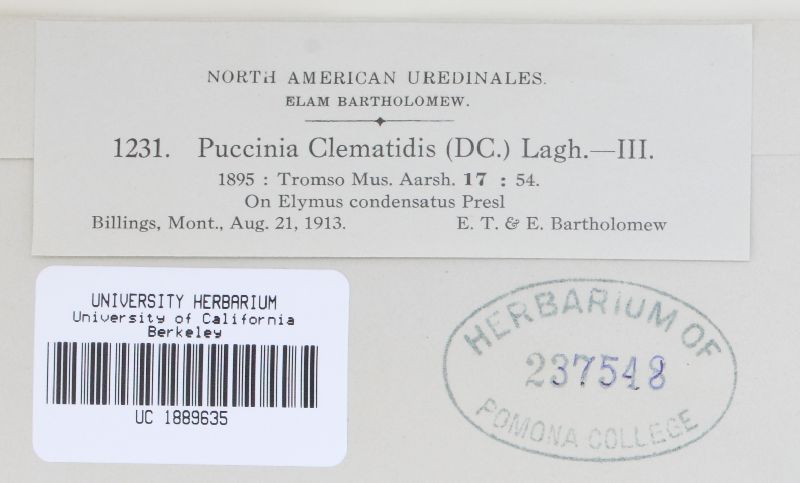 NORTH AMERICAN UREDINALES.
ELAM BARTHOLOMEW.
1231. Puccinia Clematidis (DC.) Lagh.—III.
1895 : Tromso Mus. Aarsh. 17 : 54.
On Elymus condensatus Presl
Billings, Mont., Aug. 21, 1913. E. T. & E. Bartholomew
UNIVERSITY HERBARIUM
University of California
Berkeley
UC 1889635
HERBARIUM OF
237548
POMONA COLLEGE